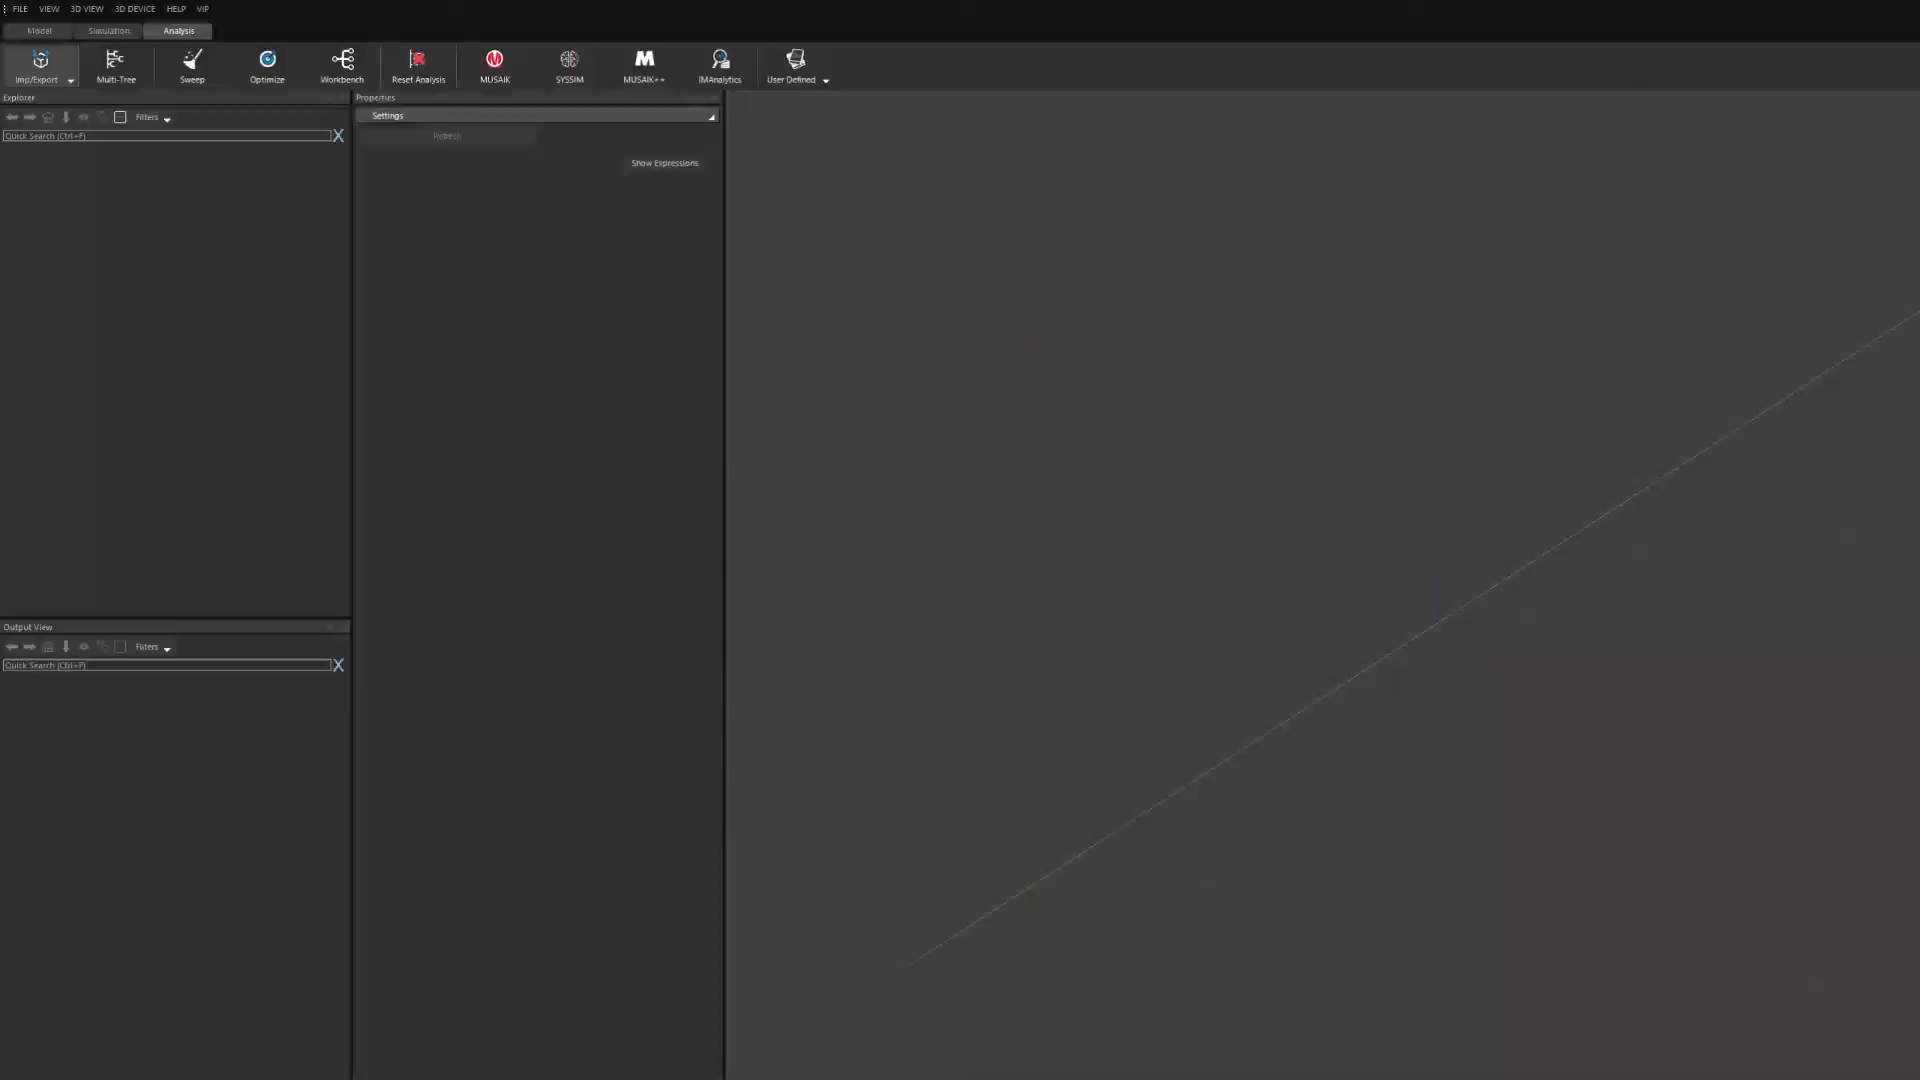 FILE VIEW 3D VIEW 3D DEVICE HELP VIP
Model Simulation Analysis
Imp/Export Multi-Tree Sweep Optimize Workbench Reset Analysis MUSAIK SYSSIM MUSAIK++ IMAnalytics User Defined
Explorer
Filters
Quick Search (Ctrl+F)
Output View
Filters
Quick Search (Ctrl+F)
Properties
Settings
Refresh
Show Expressions